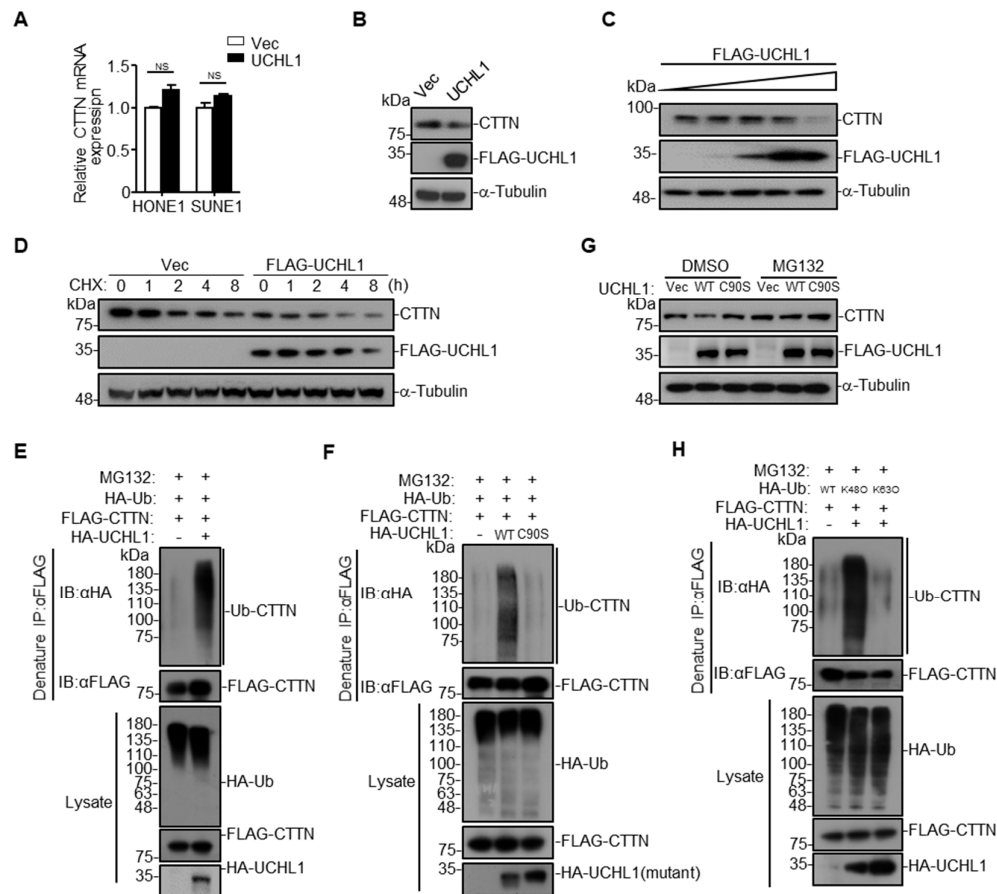 A
Relative CTTN mRNA
expression
Vec
UCHL1
1.5
1.0
0.5
0
NS
NS
HONE1 SUNE1
B
Vec UCHL1
kDa
75-
-CTTN
35-
-FLAG-UCHL1
48-
-α-Tubulin
C
FLAG-UCHL1
kDa
100-
-CTTN
35-
-FLAG-UCHL1
48-
-α-Tubulin
D
Vec FLAG-UCHL1
CHX: 0 1 2 4 8 0 1 2 4 8 (h)
kDa
75-
-CTTN
35-
-FLAG-UCHL1
48-
-α-Tubulin
G
DMSO MG132
UCHL1: Vec WT C90S Vec WT C90S
kDa
75-
-CTTN
35-
-FLAG-UCHL1
48-
-α-Tubulin
E
MG132: + +
HA-Ub: + +
FLAG-CTTN: + +
HA-UCHL1: - +
kDa
Denature IP:αFLAG
IB:αHA
180-
135-
110-
100-
75-
-Ub-CTTN
IB:αFLAG
75-
-FLAG-CTTN
Lysate
180-
135-
110-
100-
75-
63-
48-
-HA-Ub
75-
-FLAG-CTTN
35-
-HA-UCHL1
F
MG132: + + +
HA-Ub: + + +
FLAG-CTTN: + + +
HA-UCHL1: - WT C90S
kDa
Denature IP:αFLAG
IB:αHA
180-
135-
110-
100-
75-
-Ub-CTTN
IB:αFLAG
75-
-FLAG-CTTN
Lysate
180-
135-
110-
100-
75-
63-
48-
-HA-Ub
75-
-FLAG-CTTN
35-
-HA-UCHL1(mutant)
H
MG132: + + +
HA-Ub: WT K48O K63O
FLAG-CTTN: + + +
HA-UCHL1: - + +
kDa
Denature IP:αFLAG
IB:αHA
180-
135-
110-
100-
75-
-Ub-CTTN
IB:αFLAG
75-
-FLAG-CTTN
Lysate
180-
135-
110-
100-
75-
63-
48-
-HA-Ub
75-
-FLAG-CTTN
35-
-HA-UCHL1